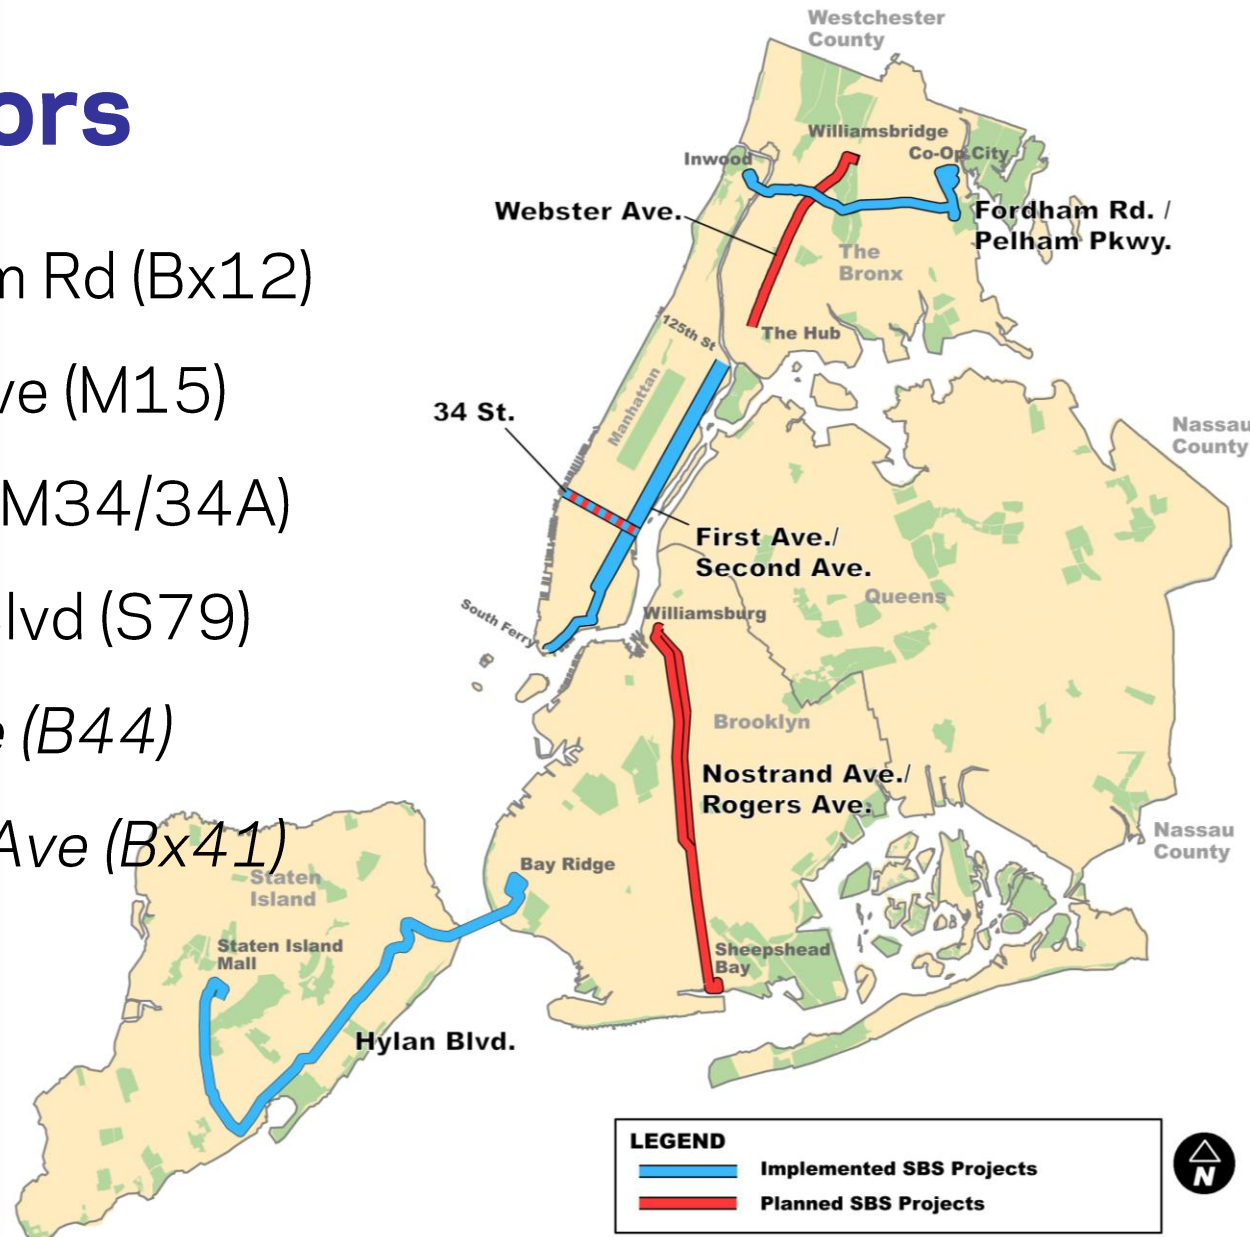 ors
m Rd (Bx12)
ve (M15)
(M34/34A)
lvd (S79)
e (B44)
Ave (Bx41)
Westchester
County
Williamsbridge
Inwood
Co-Op City
Webster Ave.
Fordham Rd. /
Pelham Pkwy.
The
Bronx
125th St
The Hub
Manhattan
34 St.
Nassau
County
First Ave./
Second Ave.
Queens
South Ferry
Williamsburg
Brooklyn
Nostrand Ave./
Rogers Ave.
Nassau
County
Bay Ridge
Staten
Island
Staten Island
Mall
Sheepshead
Bay
Hylan Blvd.
LEGEND
Implemented SBS Projects
Planned SBS Projects
N